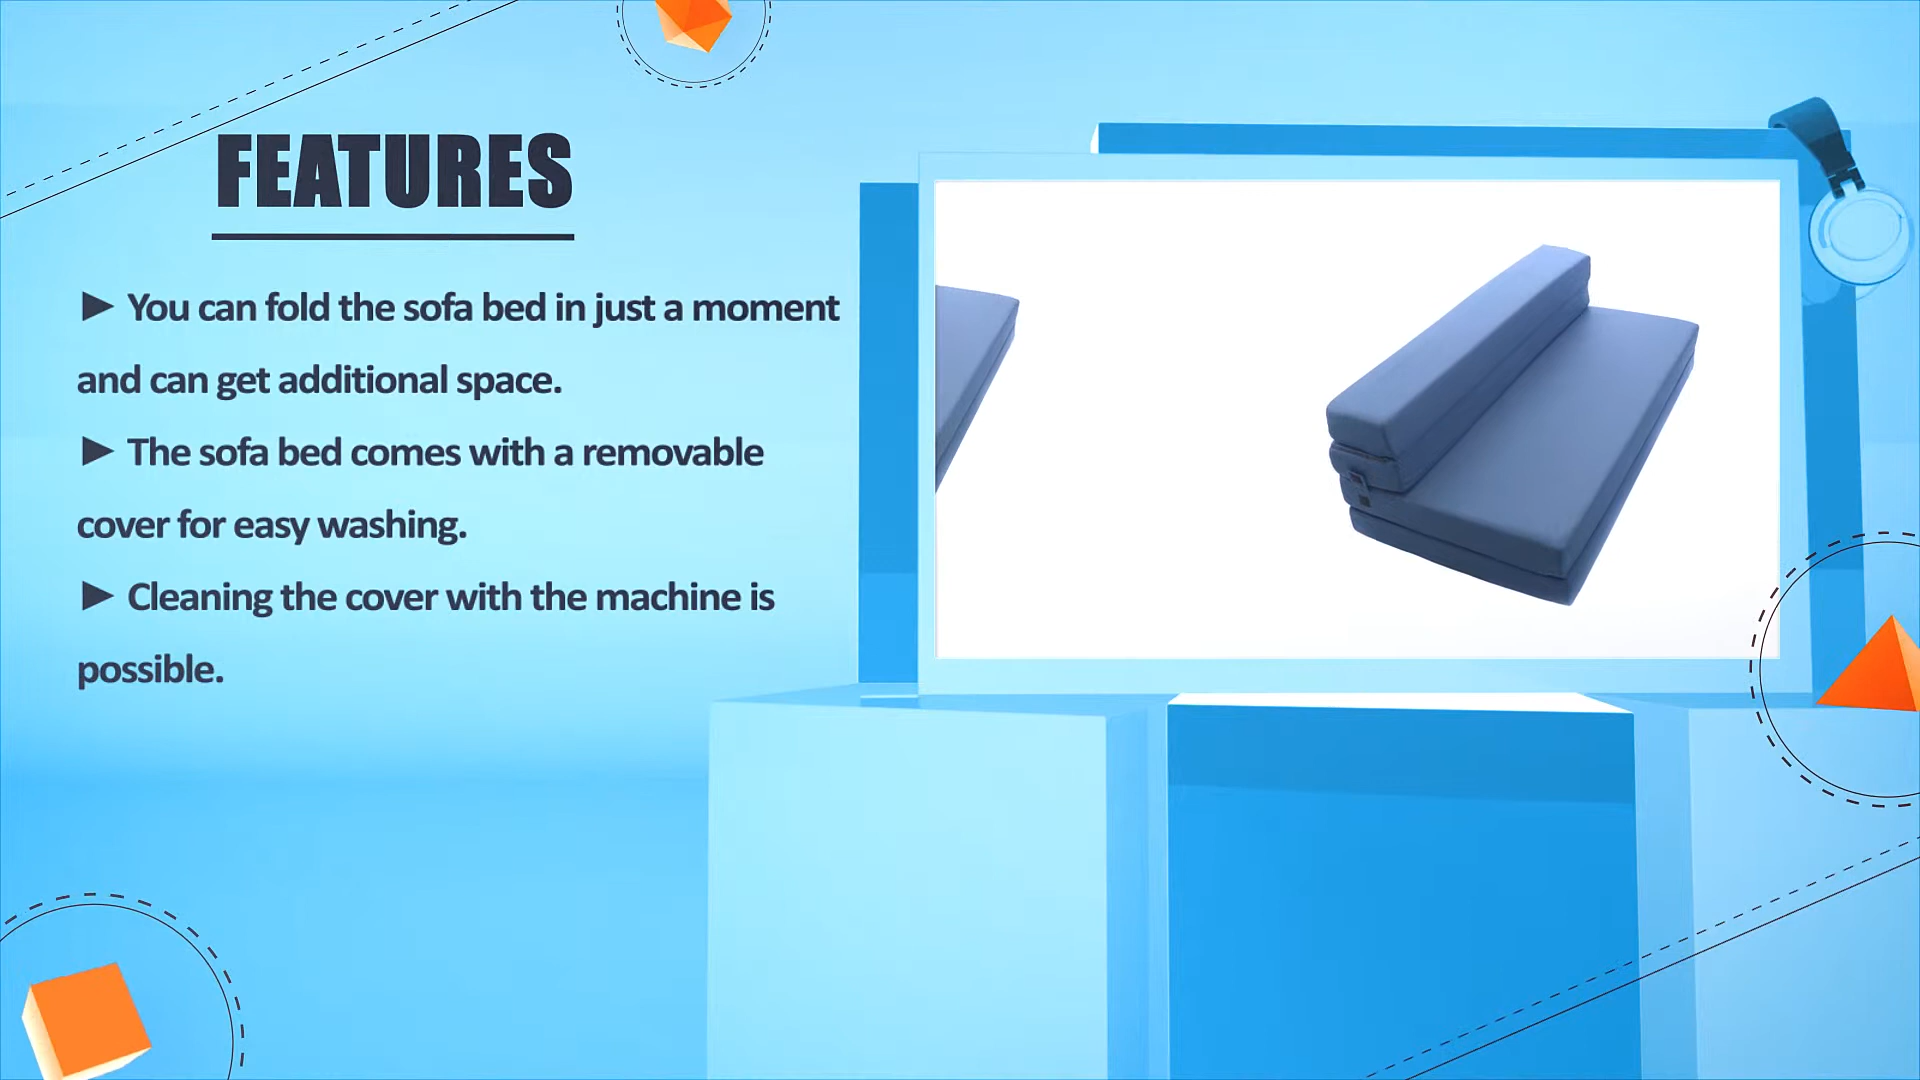 FEATURES
► You can fold the sofa bed in just a moment
and can get additional space.
► The sofa bed comes with a removable
cover for easy washing.
► Cleaning the cover with the machine is
possible.